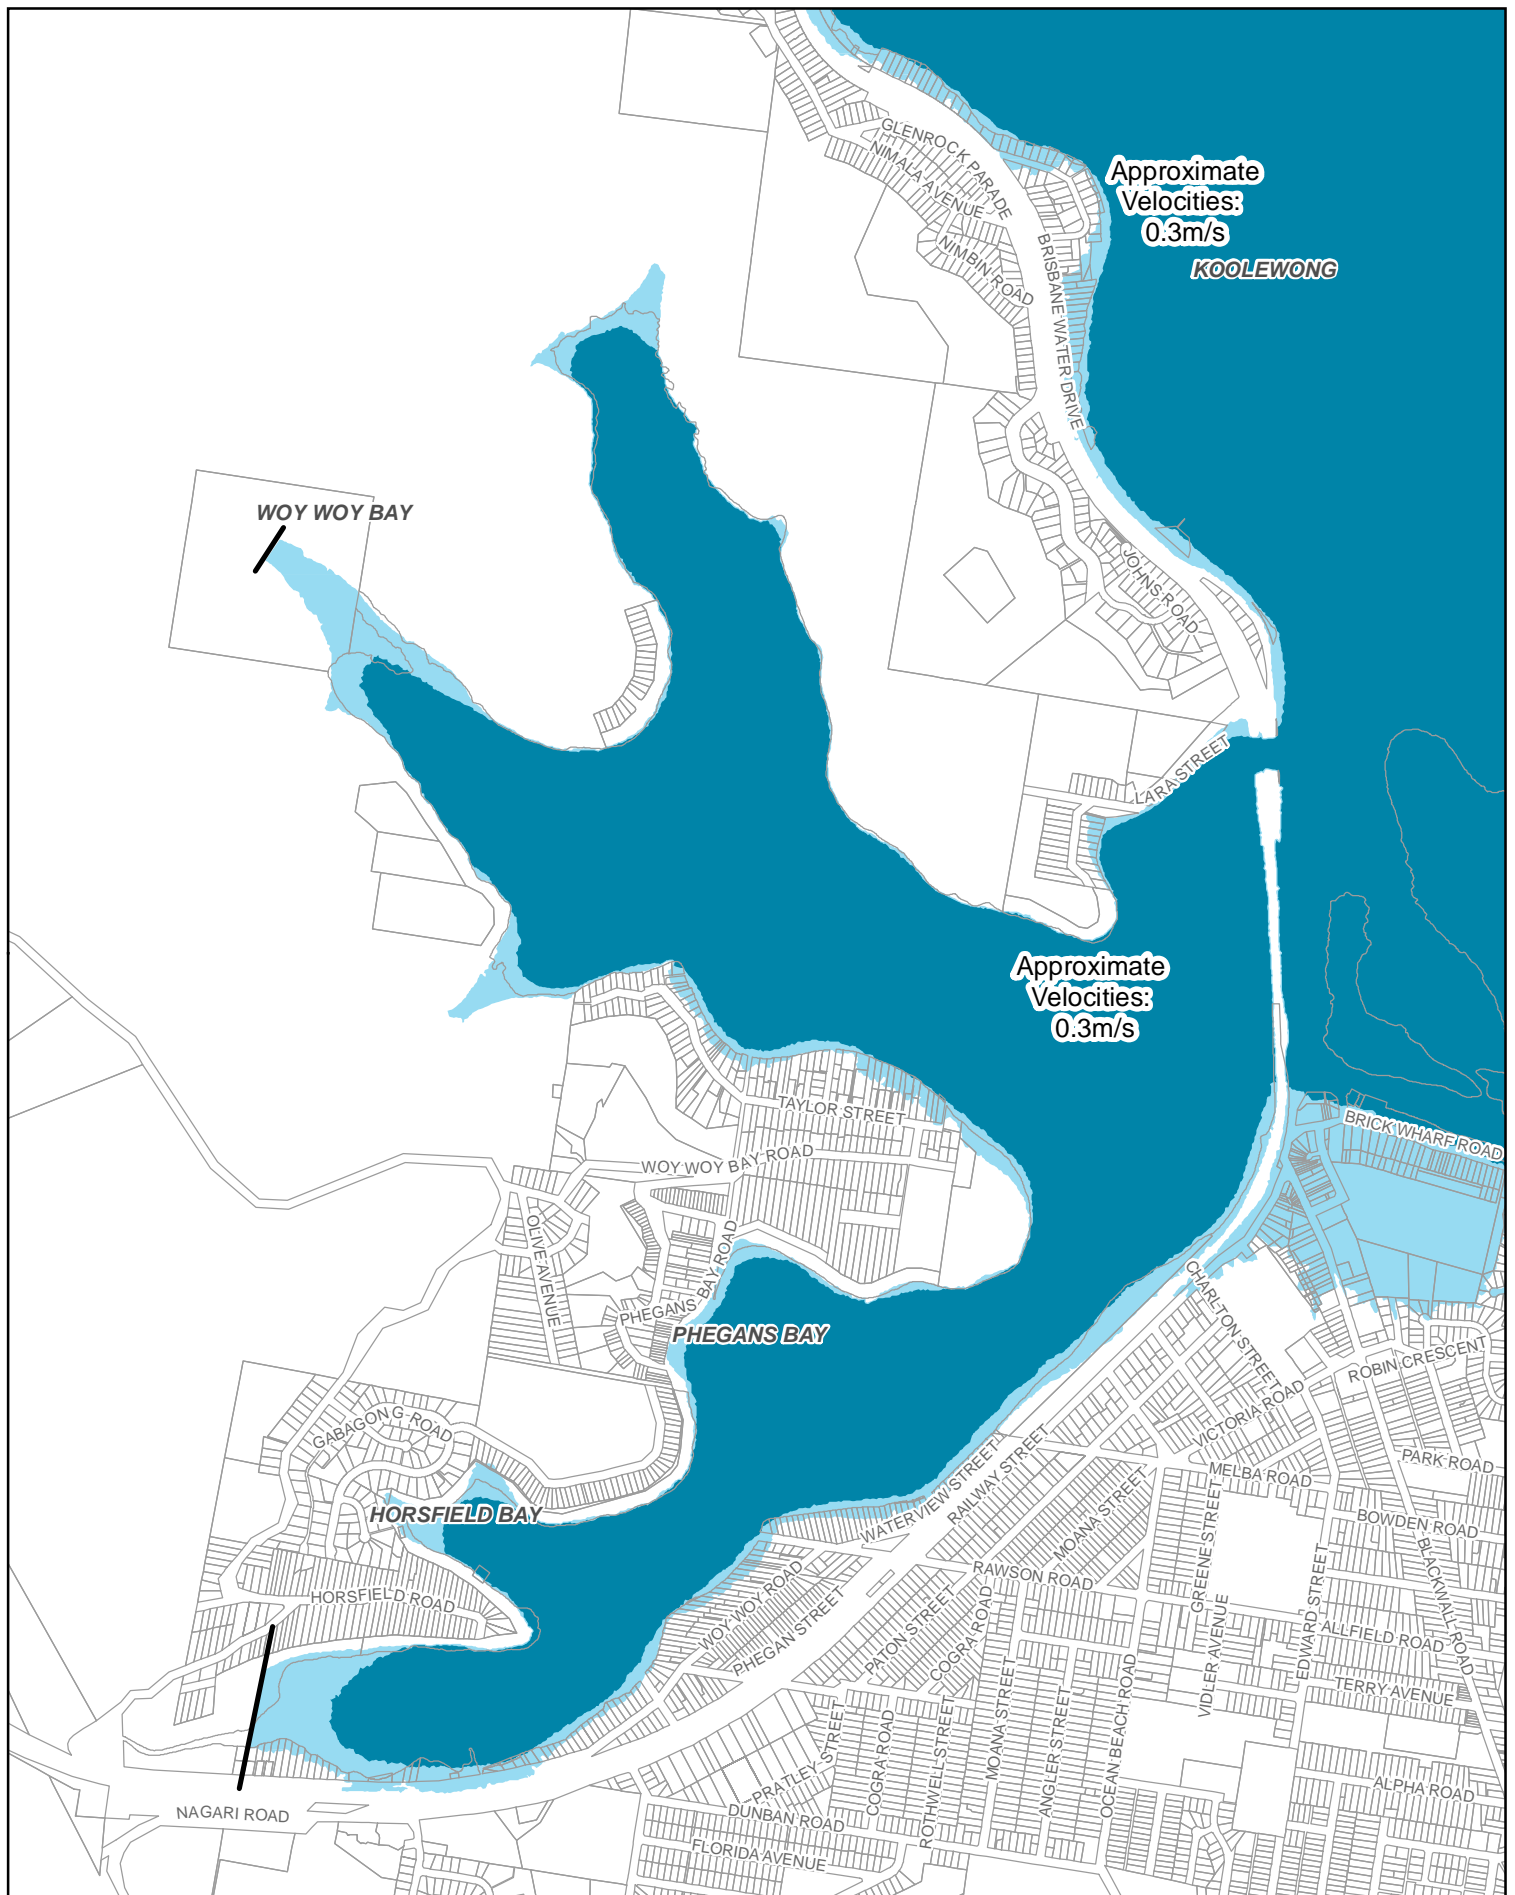 GLENROCK PARADE
NIMALA AVENUE
NIMBIN ROAD
BRISBANE WATER DRIVE
Approximate
Velocities:
0.3m/s
KOOLEWONG
WOY WOY BAY
JOHNS ROAD
LARA STREET
Approximate
Velocities:
0.3m/s
TAYLOR STREET
BRICK WHARF ROAD
WOY WOY BAY ROAD
OLIVE AVENUE
PHEGANS BAY ROAD
PHEGANS BAY
CHARLTON STREET
ROBIN CRESCENT
VICTORIA ROAD
GABAGONG ROAD
PARK ROAD
MELBA ROAD
HORSFIELD BAY
WATERVIEW STREET
RAILWAY STREET
MOANA STREET
GREENE STREET
BOWDEN ROAD
BLACKWALL ROAD
HORSFIELD ROAD
RAWSON ROAD
WOY WOY ROAD
PHEGAN STREET
PATON STREET
COGRA ROAD
VIDLER AVENUE
EDWARD STREET
ALLFIELD ROAD
TERRY AVENUE
PRATLEY STREET
COGRA ROAD
ROTHWELL STREET
MOANA STREET
ANGLER STREET
OCEAN BEACH ROAD
ALPHA ROAD
NAGARI ROAD
DUNBAN ROAD
FLORIDA AVENUE